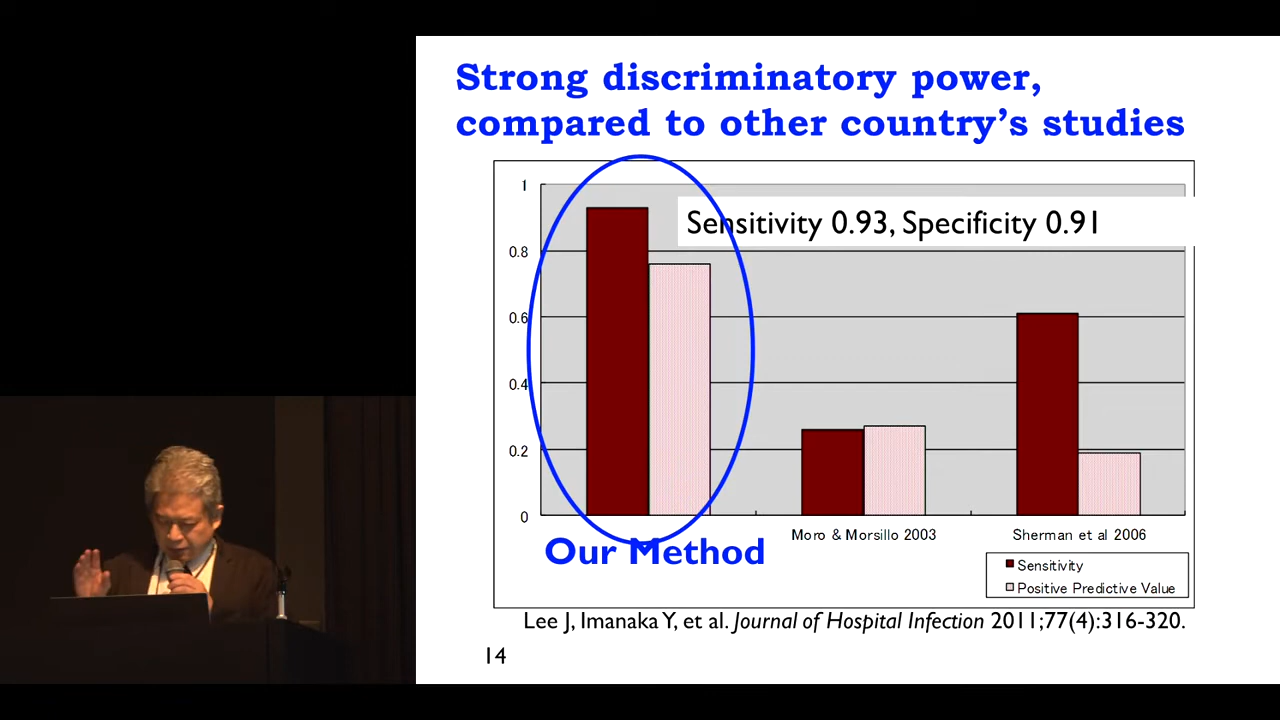 Strong discriminatory power,
compared to other country's studies
1
Sensitivity 0.93, Specificity 0.91
0.8
0.6
0.4
0.2
0
Moro & Morsillo 2003
Sherman et al 2006
Our Method
Sensitivity
Positive Predictive Value
Lee J, Imanaka Y, et al. Journal of Hospital Infection 2011;77(4):316-320.
14